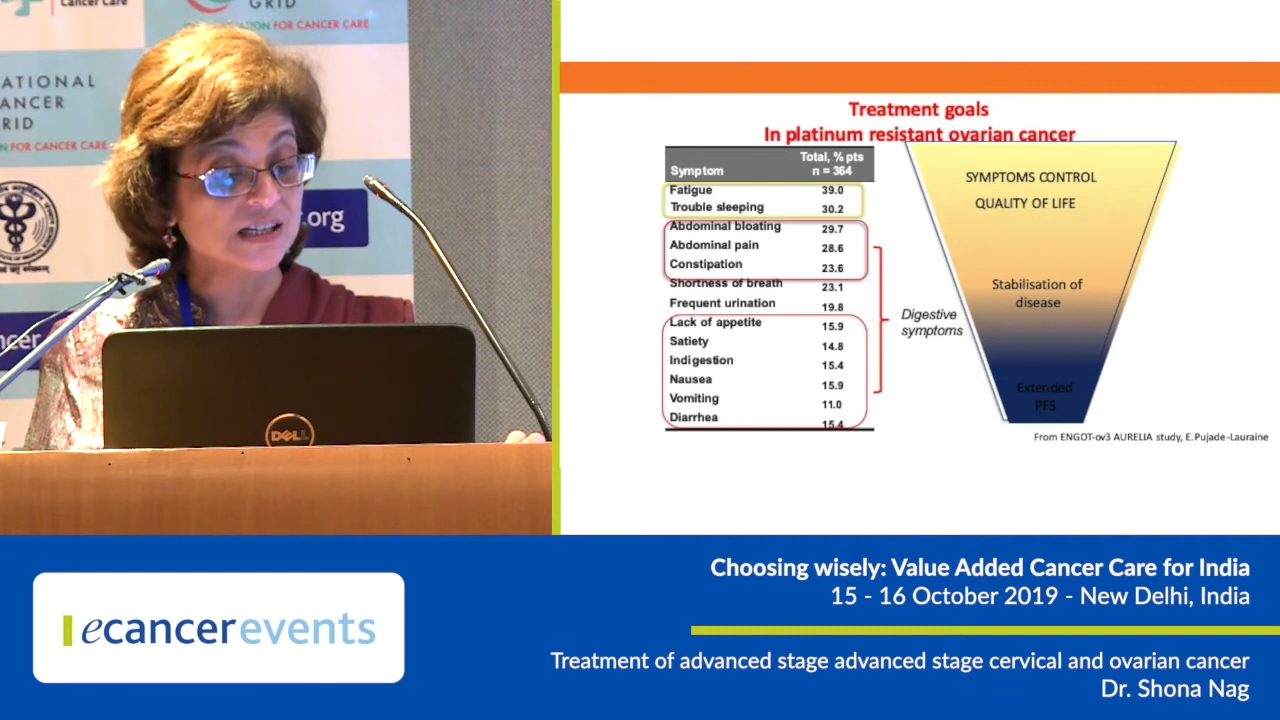 Cancer Care
GRID
FOR CANCER CARE
ATIONAL
ANCER
RID
FOR CANCER CARE
.org
ncer
DELL
Treatment goals
In platinum resistant ovarian cancer
Symptom Total, % pts n = 364
Fatigue 39.0
Trouble sleeping 30.2
Abdominal bloating 29.7
Abdominal pain 28.6
Constipation 23.6
Shortness of breath 23.1
Frequent urination 19.8
Lack of appetite 15.9
Satiety 14.8
Indigestion 15.4
Nausea 15.9
Vomiting 11.0
Diarrhea 15.4
Digestive
symptoms
SYMPTOMS CONTROL
QUALITY OF LIFE
Stabilisation of
disease
Extended
PFS
From ENGOT-ov3 AURELIA study, E.Pujade-Lauraine
ecancerevents
Choosing wisely: Value Added Cancer Care for India
15 - 16 October 2019 - New Delhi, India
Treatment of advanced stage advanced stage cervical and ovarian cancer
Dr. Shona Nag